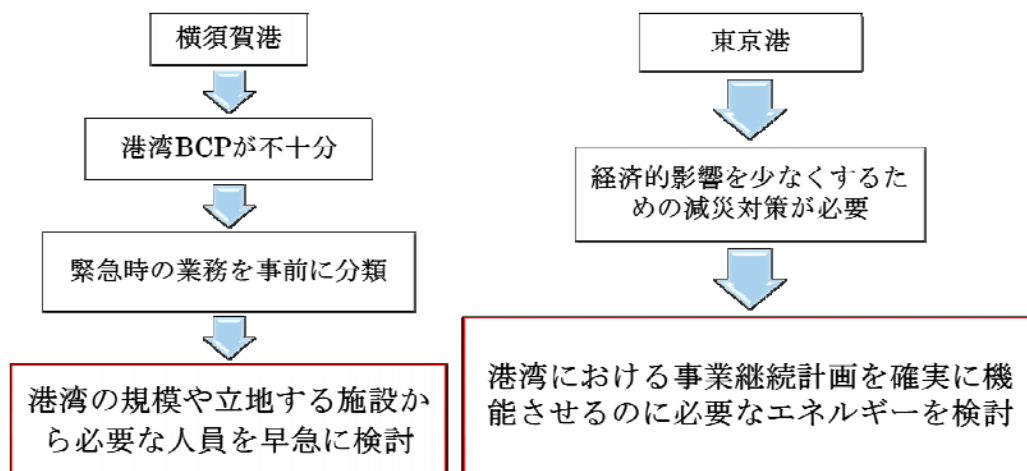 横須賀港
港湾BCPが不十分
緊急時の業務を事前に分類
港湾の規模や立地する施設か
ら必要な人員を早急に検討
東京港
経済的影響を少なくするた
めの減災対策が必要
港湾における事業継続計画を確実に機
能させるのに必要なエネルギーを検討